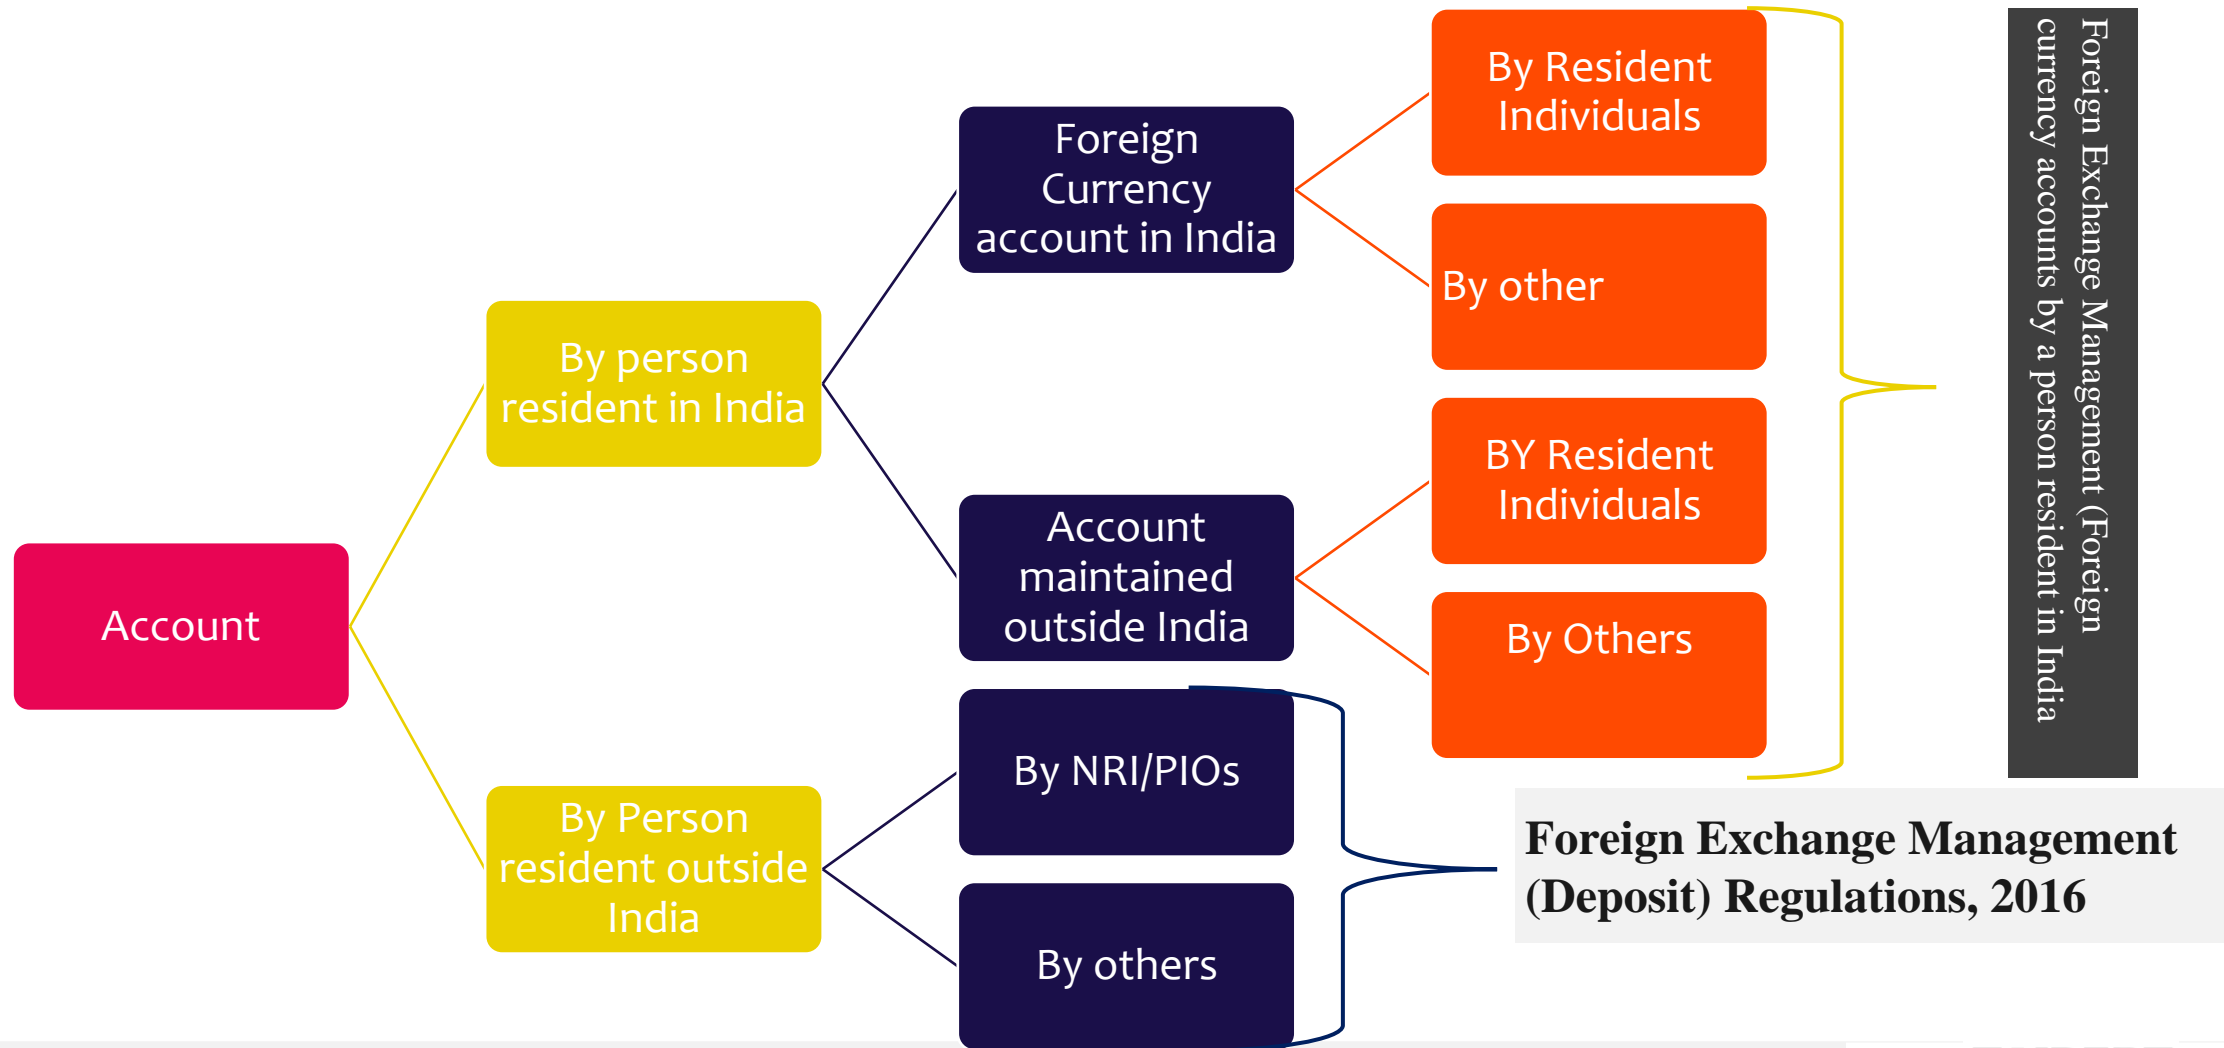 Account
By person
resident in India
By Person
resident outside
India
Foreign
Currency
account in India
Account
maintained
outside India
By NRI/PIOs
By others
By Resident
Individuals
By other
BY Resident
Individuals
By Others
Foreign Exchange Management (Foreign
currency accounts by a person resident in India
Foreign Exchange Management
(Deposit) Regulations, 2016